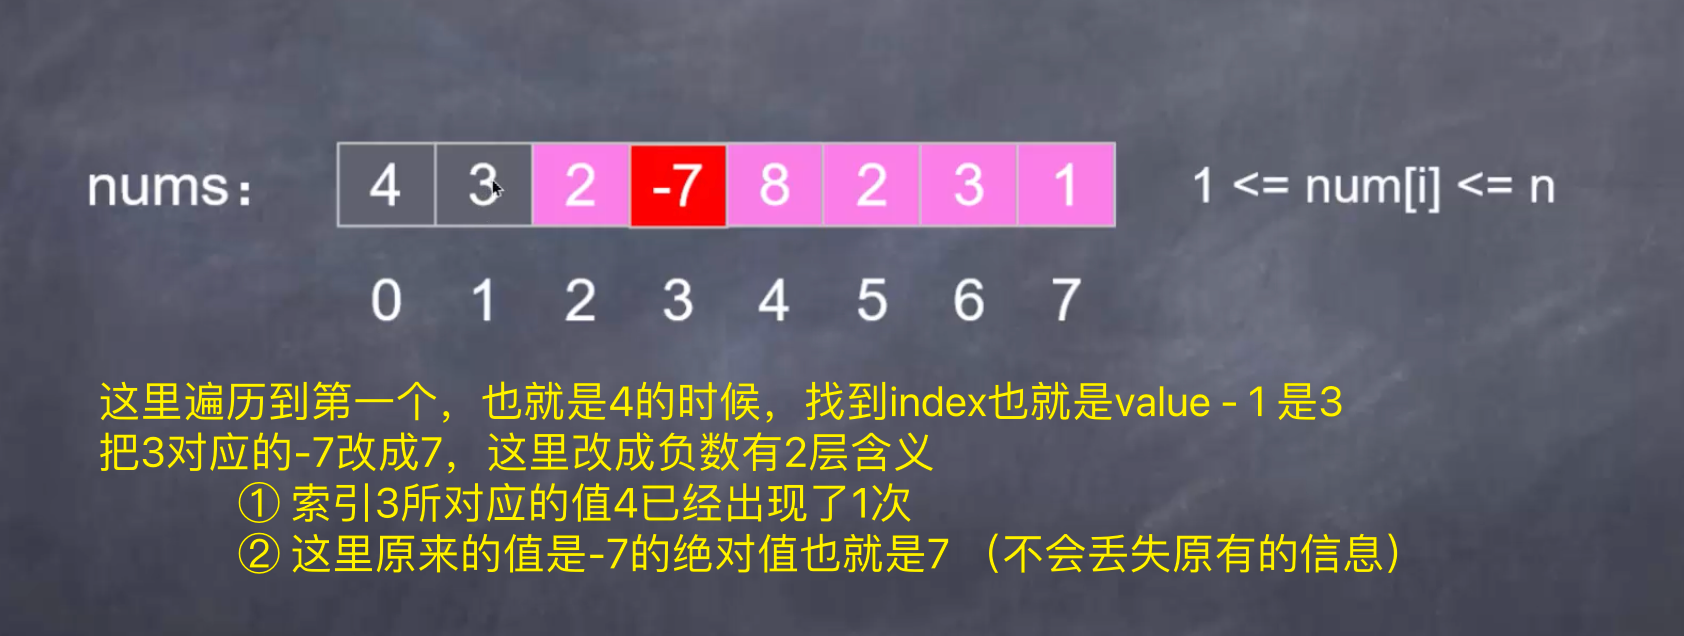 nums： 4 3 2 -7 8 2 3 1 1 <= num[i] <= n
0 1 2 3 4 5 6 7
这里遍历到第一个，也就是4的时候，找到index也就是value - 1 是3
把3对应的-7改成7，这里改成负数有2层含义
① 索引3所对应的值4已经出现了1次
② 这里原来的值是-7的绝对值也就是7 （不会丢失原有的信息）